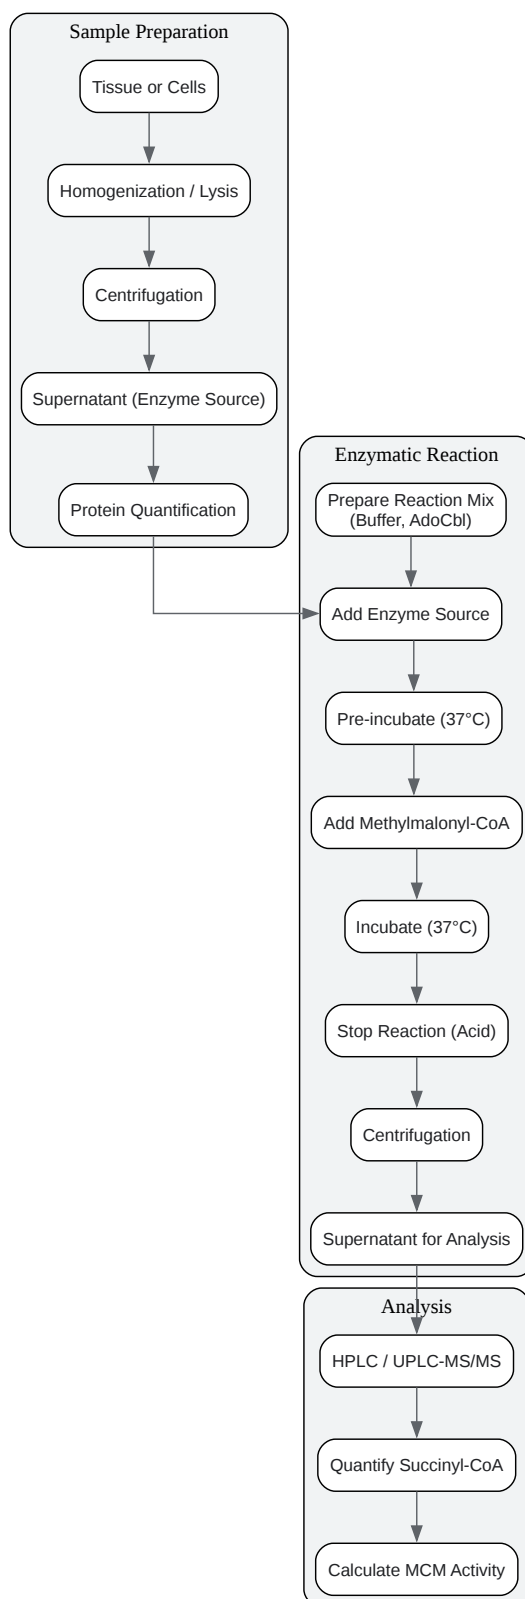 Sample Preparation
Tissue or Cells
Homogenization / Lysis
Centrifugation
Supernatant (Enzyme Source)
Protein Quantification
Enzymatic Reaction
Prepare Reaction Mix
(Buffer, AdoCbl)
Add Enzyme Source
Pre-incubate (37°C)
Add Methylmalonyl-CoA
Incubate (37°C)
Stop Reaction (Acid)
Centrifugation
Supernatant for Analysis
Analysis
HPLC / UPLC-MS/MS
Quantify Succinyl-CoA
Calculate MCM Activity